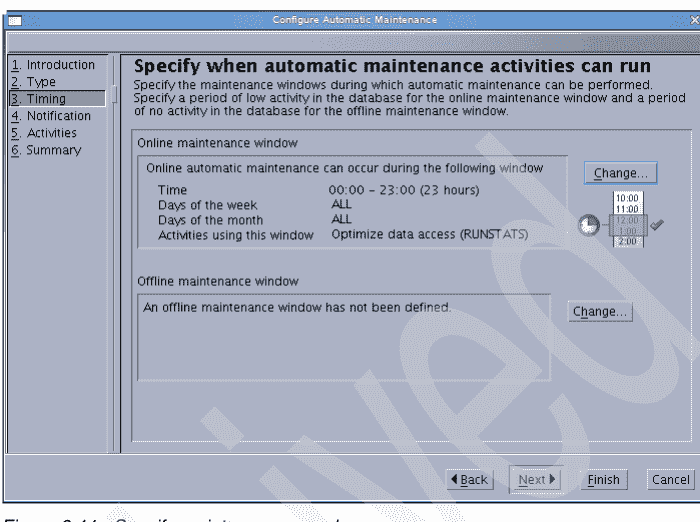 Configure Automatic Maintenance
1. Introduction
2. Type
3. Timing
4. Notification
5. Activities
6. Summary
Specify when automatic maintenance activities can run
Specify the maintenance windows during which automatic maintenance can be performed.
Specify a period of low activity in the database for the online maintenance window and a period
of no activity in the database for the offline maintenance window.
Online maintenance window
Online automatic maintenance can occur during the following window
Time 00:00 - 23:00 (23 hours)
Days of the week ALL
Days of the month ALL
Activities using this window Optimize data access (RUNSTATS)
Change...
10:00
11:00
12:00
1:00
2:00
Offline maintenance window
An offline maintenance window has not been defined.
Change...
Back Next Finish Cancel